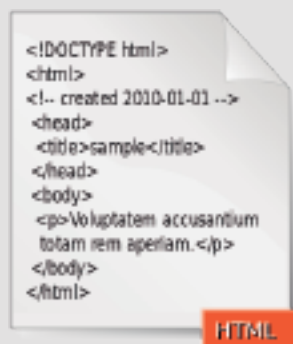 <!DOCTYPE html>
<html>
<!-- created 2010-01-01 -->
<head>
<title>sample</title>
</head>
<body>
<p>Voluptatem accusantium
totam rem aperiam.</p>
</body>
</html>
HTML